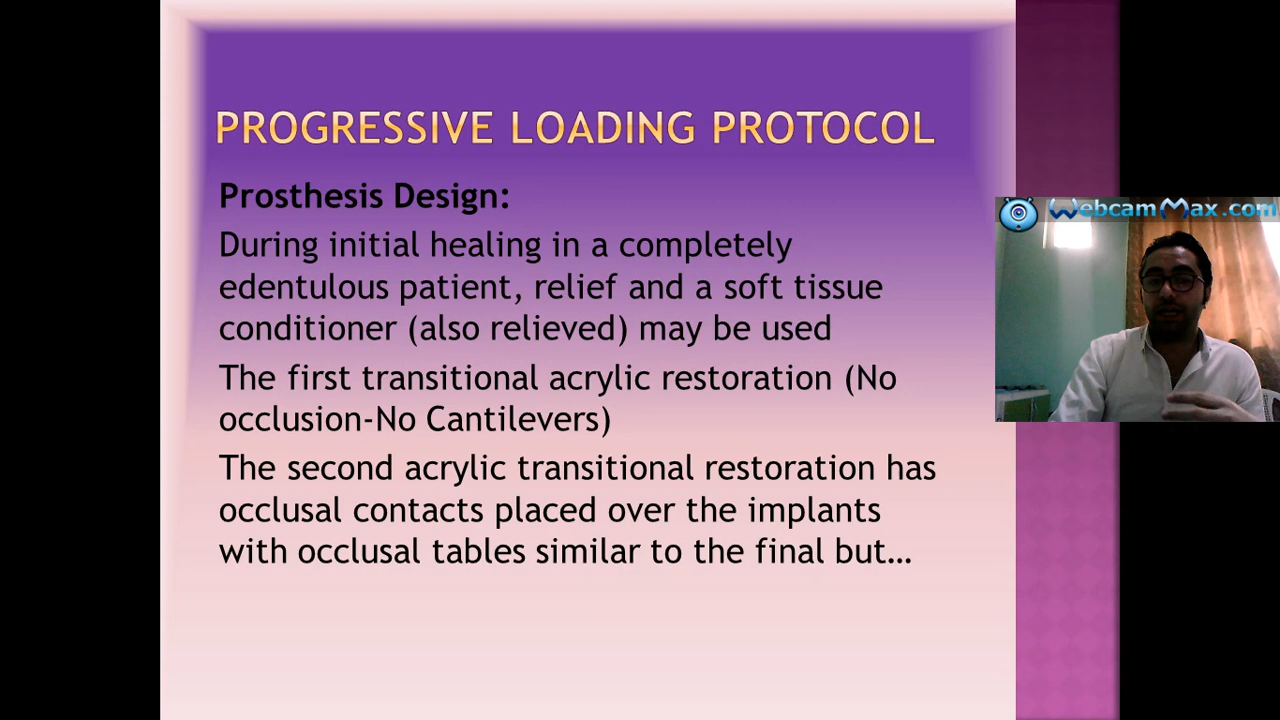 PROGRESSIVE LOADING PROTOCOL
Prosthesis Design:
During initial healing in a completely
edentulous patient, relief and a soft tissue
conditioner (also relieved) may be used
The first transitional acrylic restoration (No
occlusion-No Cantilevers)
The second acrylic transitional restoration has
occlusal contacts placed over the implants
with occlusal tables similar to the final but…
WebcamMax.com